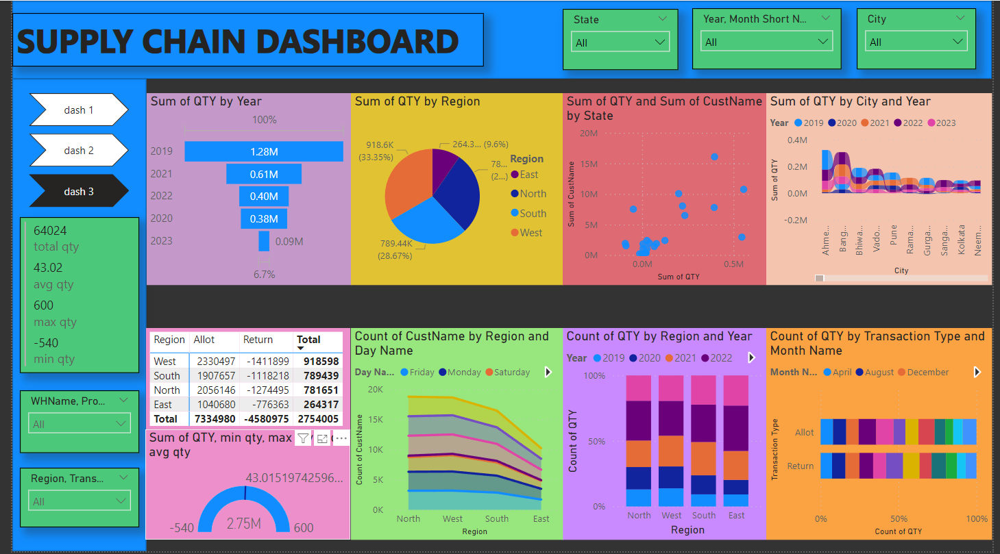 SUPPLY CHAIN DASHBOARD
State
All
Year, Month Short N...
All
City
All
dash 1
dash 2
dash 3
64024
total qty
43.02
avg qty
600
max qty
-540
min qty
WHName, Pro...
All
Region, Trans...
All
Sum of QTY by Year
100%
2019 1.28M
2021 0.61M
2022 0.40M
2020 0.38M
2023 0.09M
6.7%
Sum of QTY by Region
918.6K
(33.35%)
264.3... (9.6%)
78...
(2...)
789.44K
(28.67%)
Region
East
North
South
West
Sum of QTY and Sum of CustName
by State
Sum of CustName
20M
15M
10M
5M
0M
0.0M 0.5M
Sum of QTY
Sum of QTY by City and Year
Year 2019 2020 2021 2022 2023
Sum of QTY
0.4M
0.2M
0.0M
-0.2M
Ahme...
Bang...
Bhiwa...
Vado...
Pune
Rama...
Gurga...
Sanga...
Kolkata
Neem...
City
Region Allot Return Total
West 2330497 -1411899 918598
South 1907657 -1118218 789439
North 2056146 -1274495 781651
East 1040680 -776363 264317
Total 7334980 -4580975 2754005
Sum of QTY, min qty, max
avg qty
43.01519742596...
-540 2.75M 600
Count of CustName by Region and
Day Name
Day Na... Friday Monday Saturday
Count of CustName
20K
15K
10K
5K
0K
North West South East
Region
Count of QTY by Region and Year
Year 2019 2020 2021 2022
Count of QTY
100%
50%
0%
North West South East
Region
Count of QTY by Transaction Type and
Month Name
Month N... April August December
Transaction Type
Allot
Return
0% 50% 100%
Count of QTY